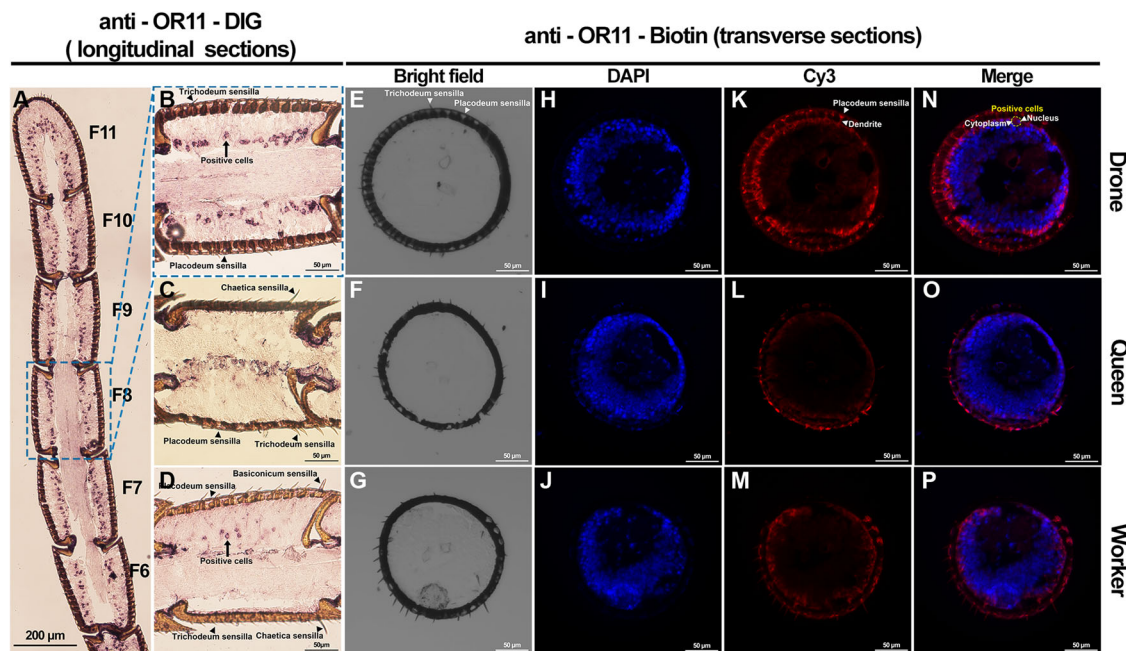 anti - OR11 - DIG
( longitudinal sections)
anti - OR11 - Biotin (transverse sections)
Bright field
DAPI
Cy3
Merge
A
F11
F10
F9
F8
F7
F6
200 µm
B
Trichodeum sensilla
Positive cells
Placodeum sensilla
50 µm
C
Chaetica sensilla
Placodeum sensilla
Trichodeum sensilla
50 µm
D
Basiconicum sensilla
Placodeum sensilla
Positive cells
Trichodeum sensilla
Chaetica sensilla
50µm
E
Trichodeum sensilla
Placodeum sensilla
50 µm
H
50 µm
K
Placodeum sensilla
Dendrite
50 µm
N
Positive cells
Cytoplasm
Nucleus
50 µm
Drone
F
50 µm
I
50 µm
L
50 µm
O
50 µm
Queen
G
50 µm
J
50 µm
M
50 µm
P
50 µm
Worker